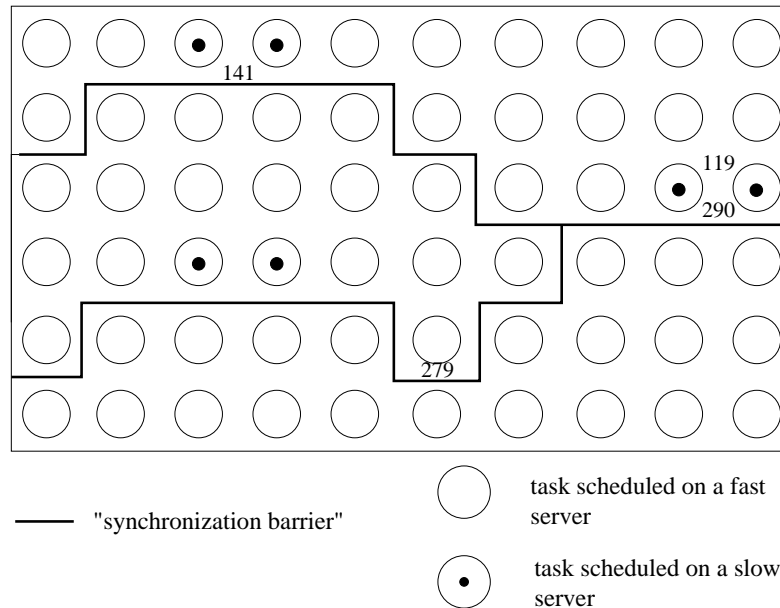 141
119
290
279
"synchronization barrier"
task scheduled on a fast
server
task scheduled on a slow
server